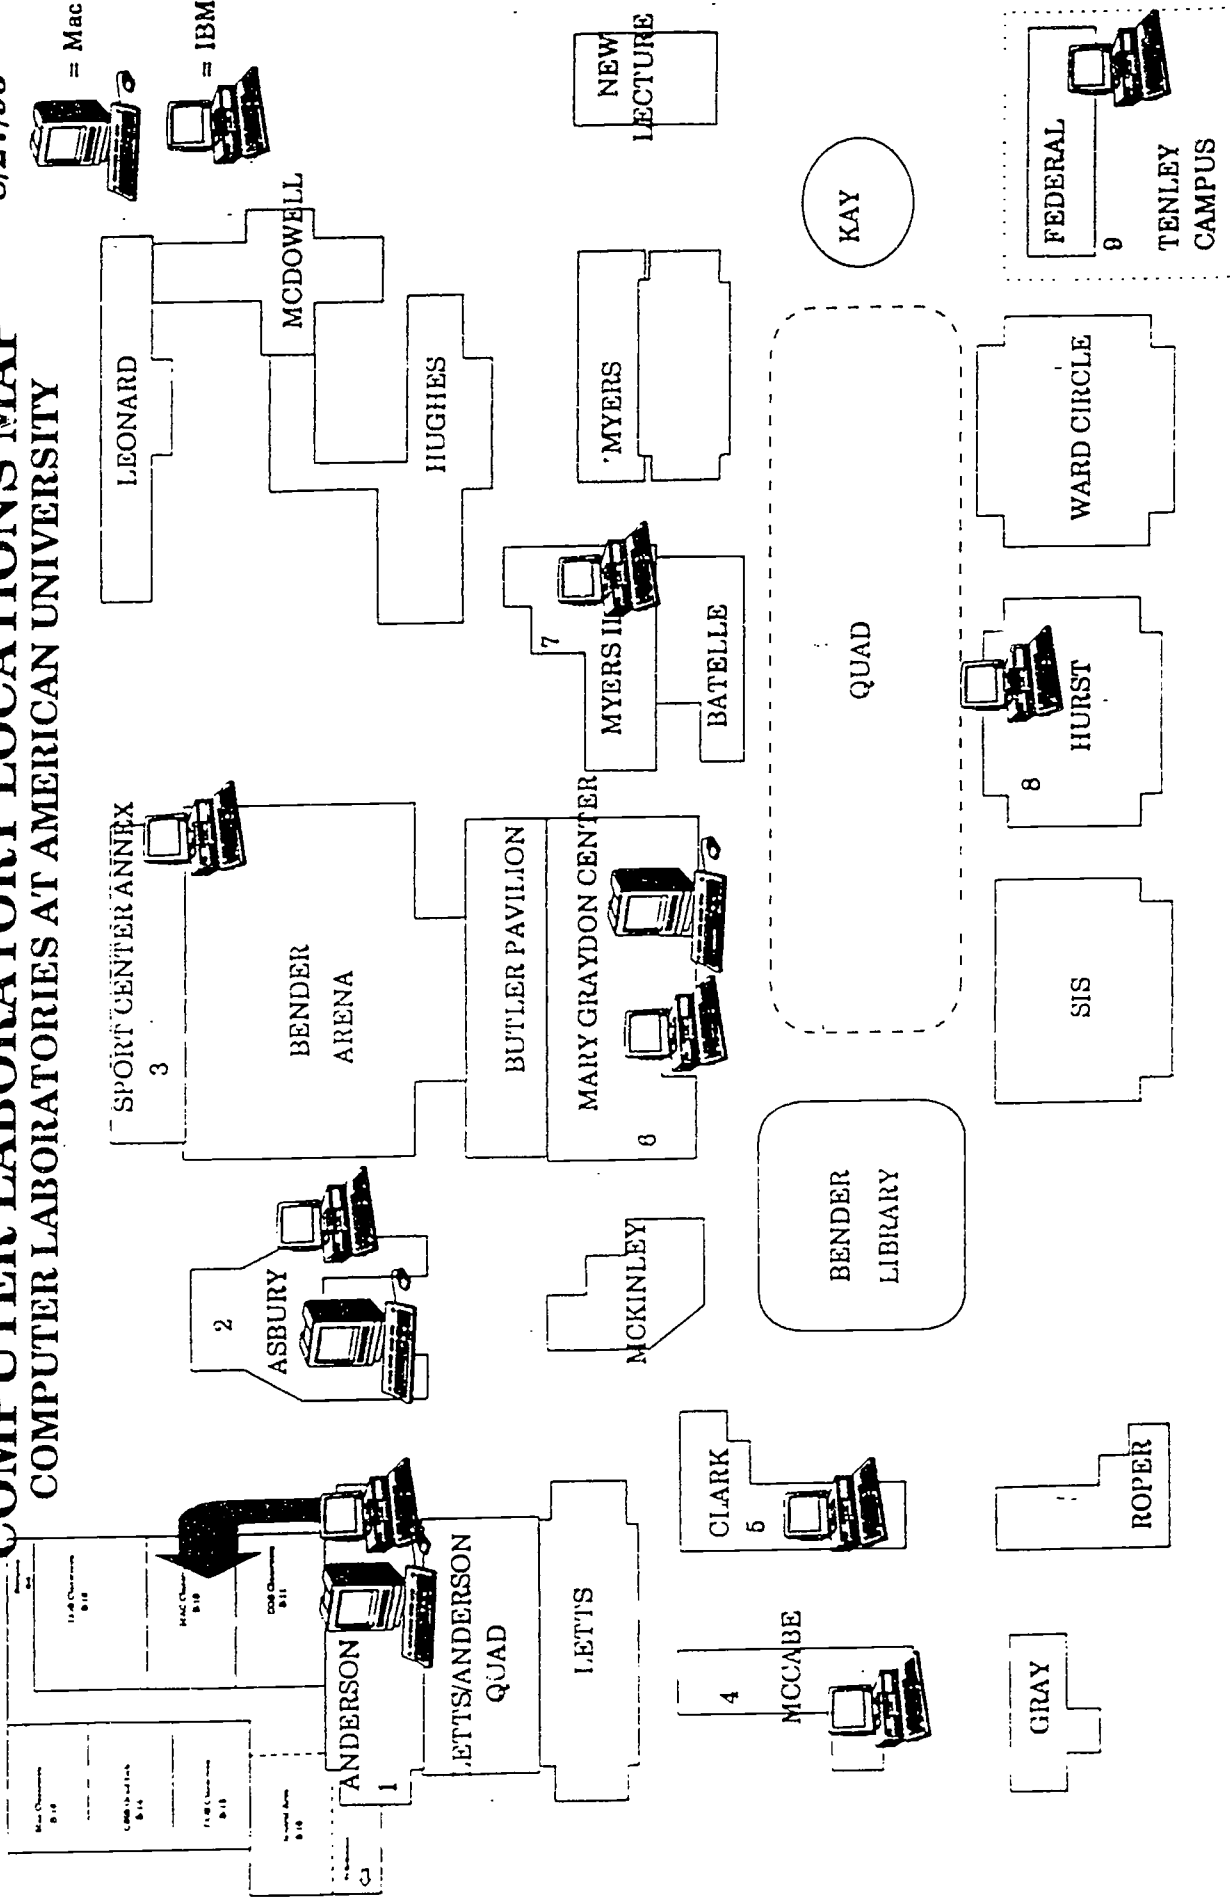 COMPUTER LABORATORY LOCATIONS MAP
COMPUTER LABORATORIES AT AMERICAN UNIVERSITY
= Mac
= IBM
LEONARD
MCDOWELL
HUGHES
SPORT CENTER ANNEX
3
BENDER
ARENA
2
ASBURY
ANDERSON
1
LETTS/ANDERSON
QUAD
LETTS
BUTLER PAVILION
MARY GRAYDON CENTER
6
MCKINLEY
7
MYERS II
BATELLE
MYERS
NEW
LECTURE
CLARK
5
4
MCCABE
BENDER
LIBRARY
QUAD
KAY
GRAY
ROPER
SIS
8
HURST
WARD CIRCLE
FEDERAL
9
TENLEY
CAMPUS